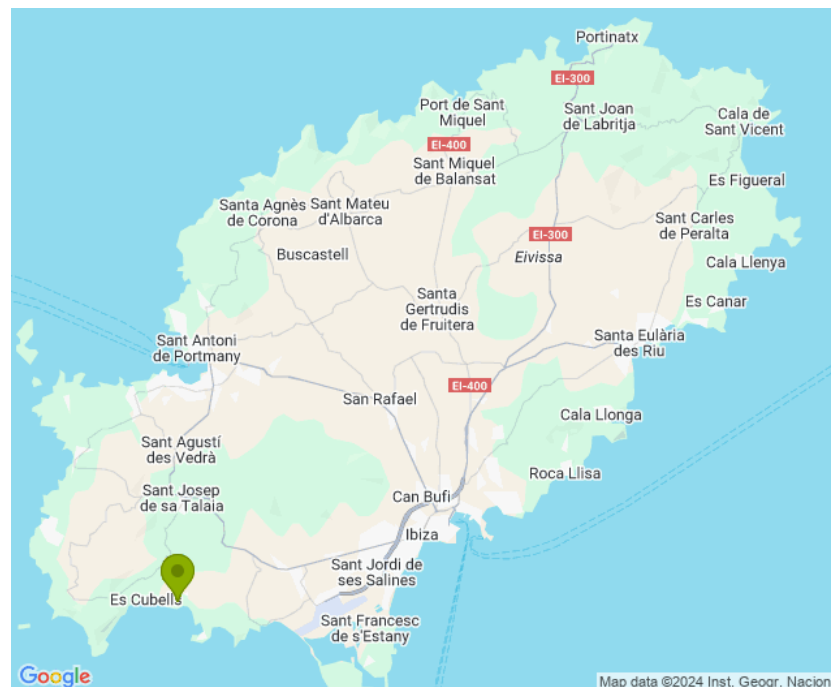 Portinatx
EI-300
Port de Sant
Miquel
Sant Joan
de Labritja
Cala de
Sant Vicent
EI-400
Sant Miquel
de Balansat
Es Figueral
Santa Agnès
de Corona
Sant Mateu
d'Albarca
Sant Carles
de Peralta
EI-300
Buscastell
Eivissa
Cala Llenya
Santa
Gertrudis
de Fruitera
Es Canar
Sant Antoni
de Portmany
Santa Eulària
des Riu
EI-400
San Rafael
Cala Llonga
Sant Agustí
des Vedrà
Roca Llisa
Sant Josep
de sa Talaia
Can Bufi
Ibiza
Sant Jordi de
ses Salines
Es Cubells
Sant Francesc
de s'Estany
Google
Map data ©2024 Inst. Geogr. Nacion